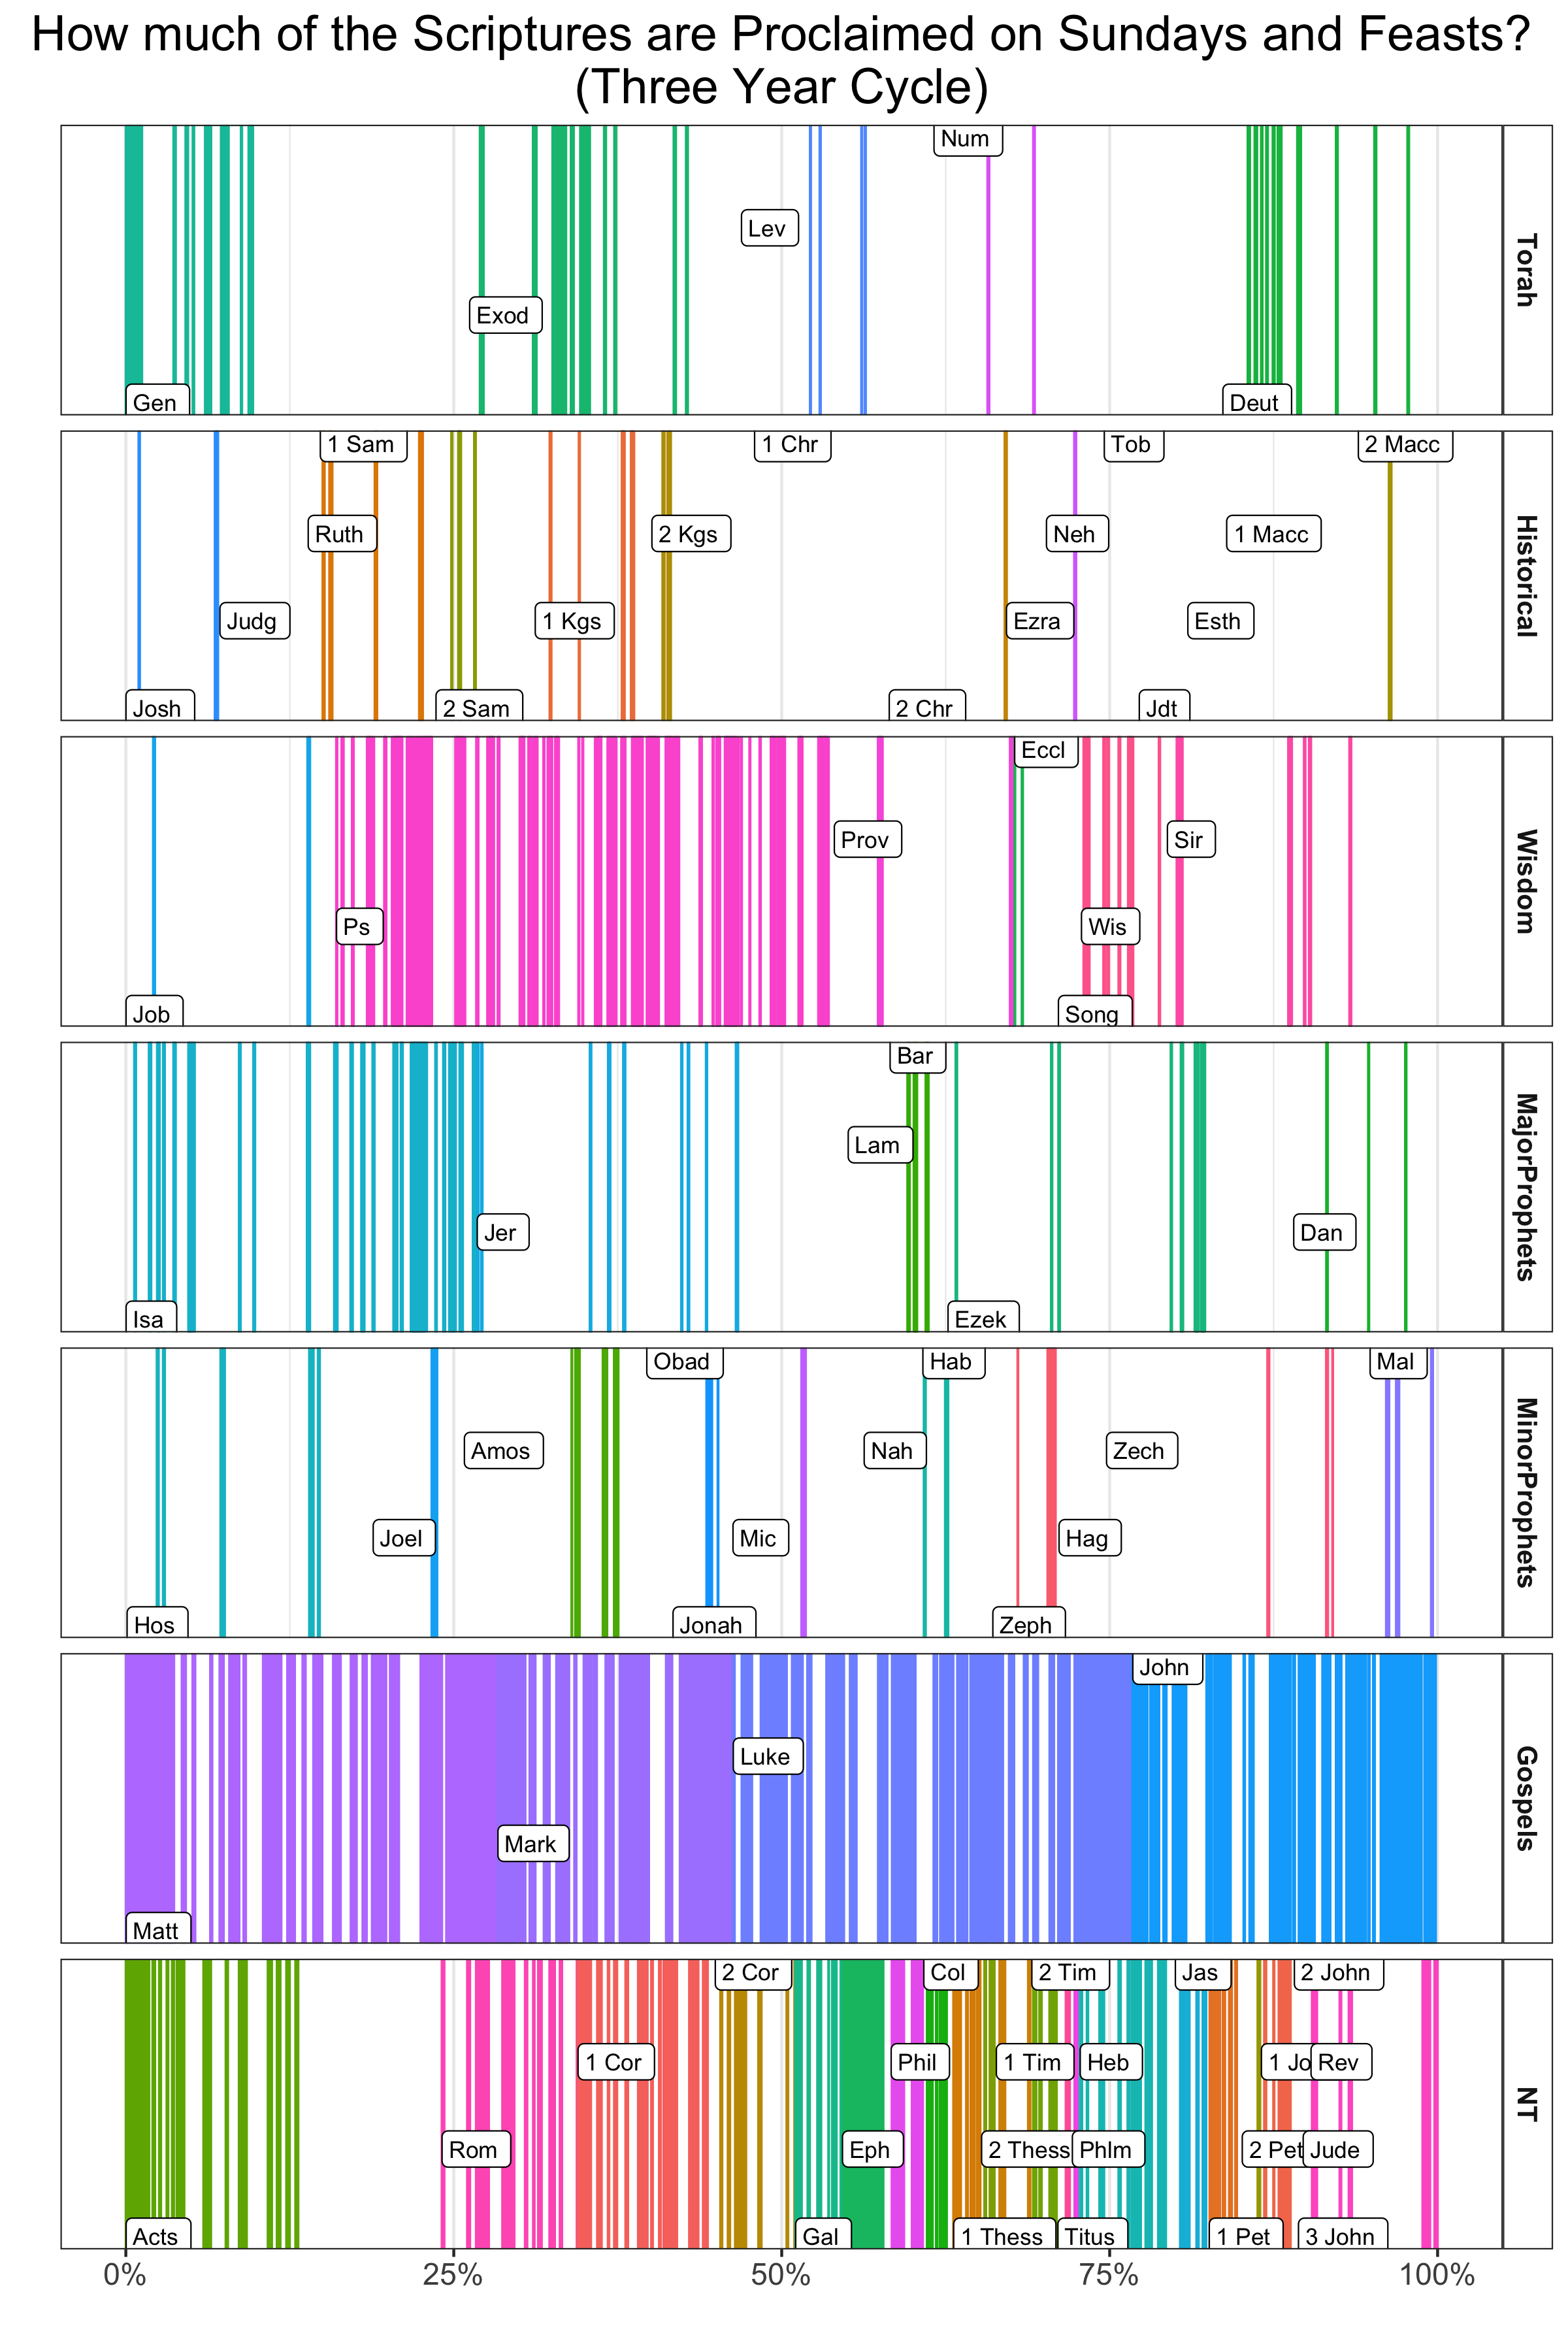 How much of the Scriptures are Proclaimed on Sundays and Feasts?
(Three Year Cycle)
Num
Lev
Exod
Gen
Deut
Torah
1 Sam
1 Chr
Tob
2 Macc
Ruth
2 Kgs
Neh
1 Macc
Judg
1 Kgs
Ezra
Esth
Josh
2 Sam
2 Chr
Jdt
Historical
Eccl
Prov
Sir
Ps
Wis
Job
Song
Wisdom
Bar
Lam
Jer
Dan
Isa
Ezek
MajorProphets
Obad
Hab
Mal
Amos
Nah
Zech
Joel
Mic
Hag
Hos
Jonah
Zeph
MinorProphets
John
Luke
Mark
Matt
Gospels
2 Cor
Col
2 Tim
Jas
2 John
1 Cor
Phil
1 Tim
Heb
1 Jo
Rev
Rom
Eph
2 Thess
Phlm
2 Pet
Jude
Acts
Gal
1 Thess
Titus
1 Pet
3 John
NT
0%
25%
50%
75%
100%